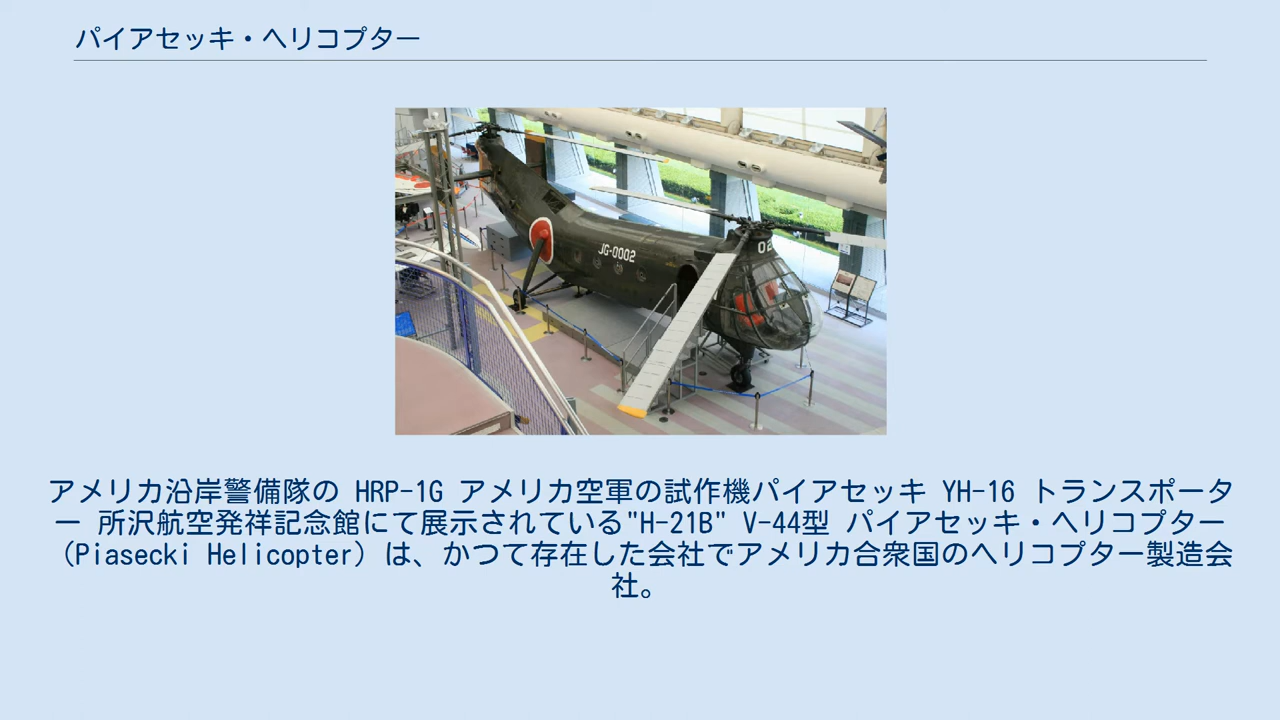 パイアセッキ・ヘリコプター
JG-0002
02
アメリカ沿岸警備隊の HRP-1G アメリカ空軍の試作機パイアセッキ YH-16 トランスポータ
ー 所沢航空発祥記念館にて展示されている"H-21B" V-44型 パイアセッキ・ヘリコプター
（Piasecki Helicopter）は、かつて存在した会社でアメリカ合衆国のヘリコプター製造会
社。